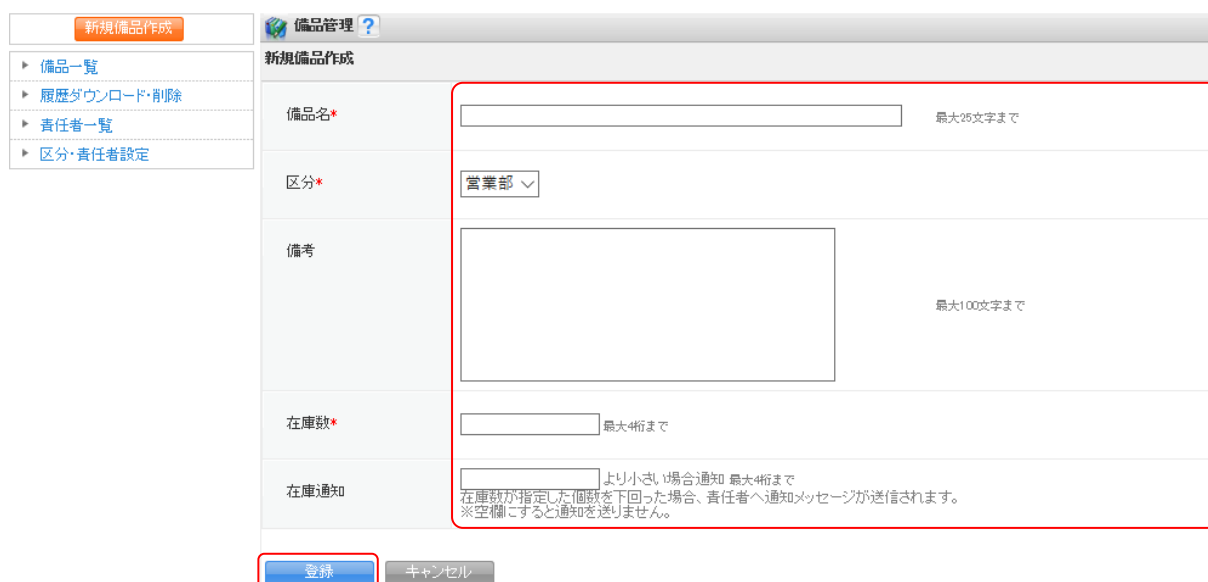 新規備品作成
備品一覧
履歴ダウンロード・削除
責任者一覧
区分・責任者設定
備品管理 ?
新規備品作成
備品名* 最大25文字まで
区分* 営業部
備考 最大100文字まで
在庫数* 最大4桁まで
在庫通知 より小さい場合通知 最大4桁まで
在庫数が指定した個数を下回った場合、責任者へ通知メッセージが送信されます。
※空欄にすると通知を送りません。
登録 キャンセル